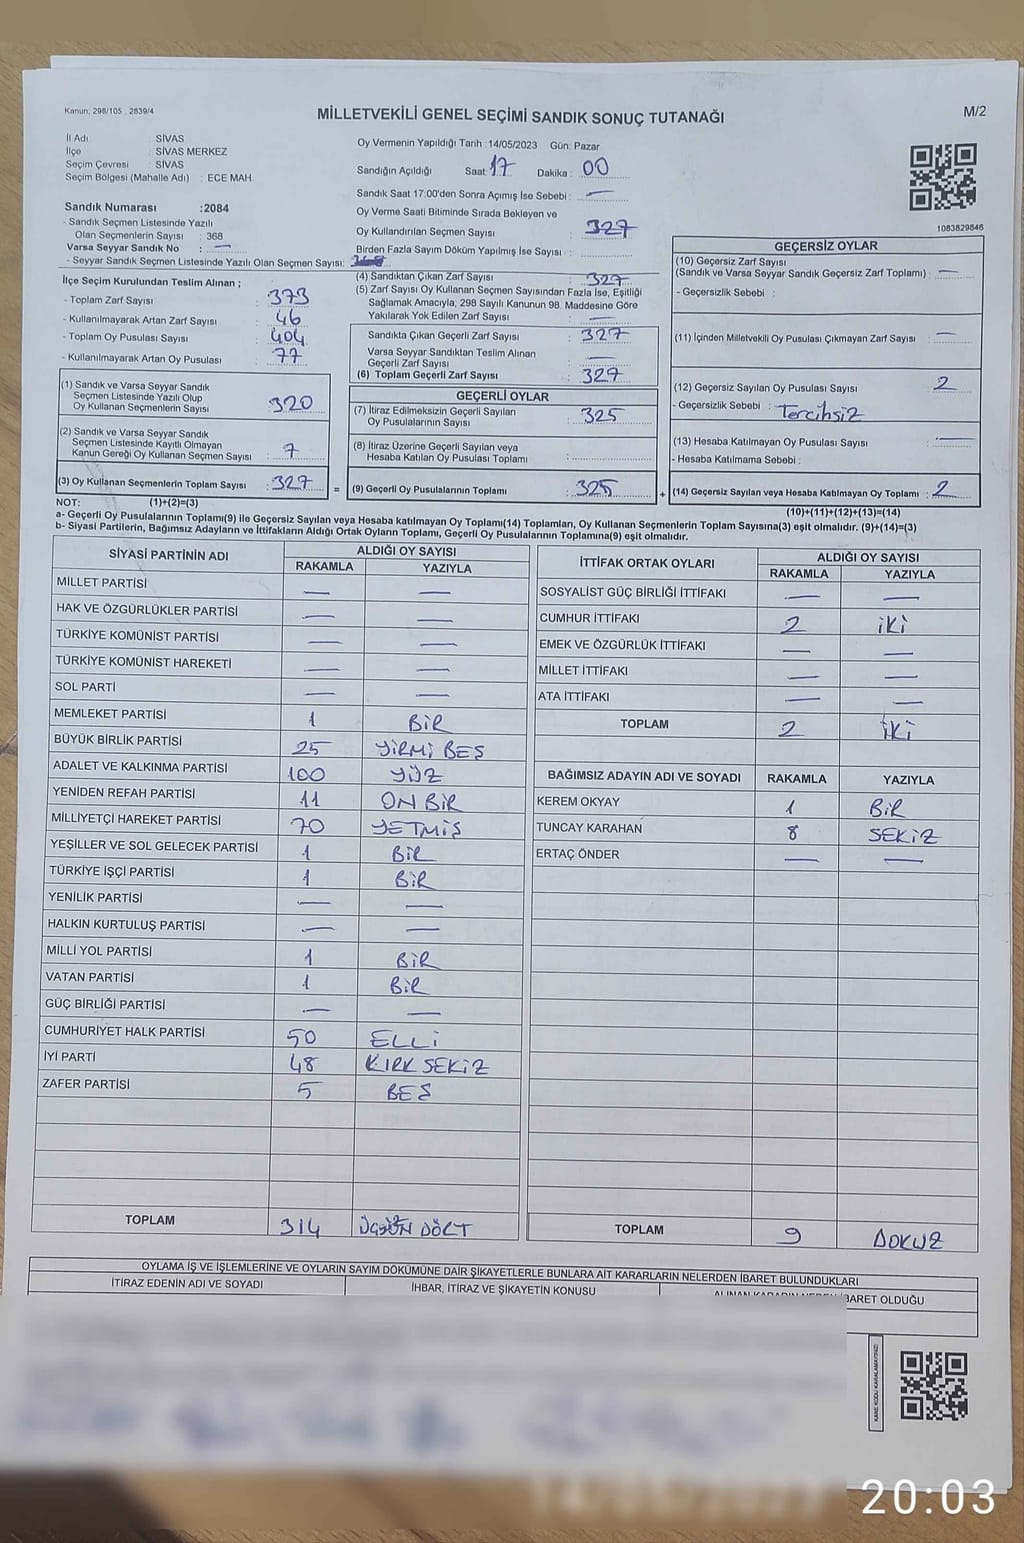 Kanun; 298/105 , 2839/4
MİLLETVEKİLİ GENEL SEÇİMİ SANDIK SONUÇ TUTANAĞI
M/2
İl Adı : SİVAS
İlçe : SİVAS MERKEZ
Seçim Çevresi : SİVAS
Seçim Bölgesi (Mahalle Adı) : ECE MAH.
Oy Vermenin Yapıldığı Tarih :14/05/2023 Gün: Pazar
Sandığın Açıldığı Saat: 17 Dakika : 00
Sandık Saat 17:00'den Sonra Açımış İse Sebebi : —
Oy Verme Saati Bitiminde Sırada Bekleyen ve
Oy Kullandırılan Seçmen Sayısı : 327
Birden Fazla Sayım Döküm Yapılmış İse Sayısı :
Sandık Numarası :2084
- Sandık Seçmen Listesinde Yazılı
Olan Seçmenlerin Sayısı : 368
Varsa Seyyar Sandık No : —
- Seyyar Sandık Seçmen Listesinde Yazılı Olan Seçmen Sayısı:
1083829846
İlçe Seçim Kurulundan Teslim Alınan ;
- Toplam Zarf Sayısı : 373
- Kullanılmayarak Artan Zarf Sayısı : 46
- Toplam Oy Pusulası Sayısı : 404
- Kullanılmayarak Artan Oy Pusulası : 77
(1) Sandık ve Varsa Seyyar Sandık
Seçmen Listesinde Yazılı Olup
Oy Kullanan Seçmenlerin Sayısı : 320
(2) Sandık ve Varsa Seyyar Sandık
Seçmen Listesinde Kayıtlı Olmayan
Kanun Gereği Oy Kullanan Seçmen Sayısı : 7
(3) Oy Kullanan Seçmenlerin Toplam Sayısı : 327 =
(4) Sandıktan Çıkan Zarf Sayısı : 327
(5) Zarf Sayısı Oy Kullanan Seçmen Sayısından Fazla İse, Eşitliği
Sağlamak Amacıyla; 298 Sayılı Kanunun 98. Maddesine Göre
Yakılarak Yok Edilen Zarf Sayısı : —
Sandıkta Çıkan Geçerli Zarf Sayısı : 327
Varsa Seyyar Sandıktan Teslim Alınan
Geçerli Zarf Sayısı : —
(6) Toplam Geçerli Zarf Sayısı : 327
GEÇERLİ OYLAR
(7) İtiraz Edilmeksizin Geçerli Sayılan
Oy Pusulalarının Sayısı : 325
(8) İtiraz Üzerine Geçerli Sayılan veya
Hesaba Katılan Oy Pusulası Toplamı :
(9) Geçerli Oy Pusulalarının Toplamı : 325 +
GEÇERSİZ OYLAR
(10) Geçersiz Zarf Sayısı
(Sandık ve Varsa Seyyar Sandık Geçersiz Zarf Toplamı) : —
- Geçersizlik Sebebi :
(11) İçinden Milletvekili Oy Pusulası Çıkmayan Zarf Sayısı : —
(12) Geçersiz Sayılan Oy Pusulası Sayısı : 2
- Geçersizlik Sebebi : Tercihsiz
(13) Hesaba Katılmayan Oy Pusulası Sayısı : —
- Hesaba Katılmama Sebebi :
(14) Geçersiz Sayılan veya Hesaba Katılmayan Oy Toplamı : 2
NOT: (1)+(2)=(3)
(10)+(11)+(12)+(13)=(14)
a- Geçerli Oy Pusulalarının Toplamı(9) ile Geçersiz Sayılan veya Hesaba katılmayan Oy Toplamı(14) Toplamları, Oy Kullanan Seçmenlerin Toplam Sayısına(3) eşit olmalıdır. (9)+(14)=(3)
b- Siyasi Partilerin, Bağımsız Adayların ve İttifakların Aldığı Ortak Oyların Toplamı, Geçerli Oy Pusulalarının Toplamına(9) eşit olmalıdır.
SİYASİ PARTİNİN ADI
ALDIĞI OY SAYISI
RAKAMLA YAZIYLA
MİLLET PARTİSİ — —
HAK VE ÖZGÜRLÜKLER PARTİSİ — —
TÜRKİYE KOMÜNİST PARTİSİ — —
TÜRKİYE KOMÜNİST HAREKETİ — —
SOL PARTİ — —
MEMLEKET PARTİSİ 1 BİR
BÜYÜK BİRLİK PARTİSİ 25 YİRMİ BEŞ
ADALET VE KALKINMA PARTİSİ 100 YÜZ
YENİDEN REFAH PARTİSİ 11 ON BİR
MİLLİYETÇİ HAREKET PARTİSİ 70 YETMİŞ
YEŞİLLER VE SOL GELECEK PARTİSİ 1 BİR
TÜRKİYE İŞÇİ PARTİSİ 1 BİR
YENİLİK PARTİSİ — —
HALKIN KURTULUŞ PARTİSİ — —
MİLLİ YOL PARTİSİ 1 BİR
VATAN PARTİSİ 1 BİR
GÜÇ BİRLİĞİ PARTİSİ — —
CUMHURİYET HALK PARTİSİ 50 ELLİ
İYİ PARTİ 48 KIRK SEKİZ
ZAFER PARTİSİ 5 BEŞ
TOPLAM 314 DÖRT
İTTİFAK ORTAK OYLARI
ALDIĞI OY SAYISI
RAKAMLA YAZIYLA
SOSYALİST GÜÇ BİRLİĞİ İTTİFAKI — —
CUMHUR İTTİFAKI 2 İKİ
EMEK VE ÖZGÜRLÜK İTTİFAKI — —
MİLLET İTTİFAKI — —
ATA İTTİFAKI — —
TOPLAM 2 İKİ
BAĞIMSIZ ADAYIN ADI VE SOYADI RAKAMLA YAZIYLA
KEREM OKYAY 1 BİR
TUNCAY KARAHAN 8 SEKİZ
ERTAÇ ÖNDER — —
TOPLAM 9 DOKUZ
OYLAMA İŞ VE İŞLEMLERİNE VE OYLARIN SAYIM DÖKÜMÜNE DAİR ŞİKAYETLERLE BUNLARA AİT KARARLARIN NELERDEN İBARET BULUNDUKLARI
İTİRAZ EDENİN ADI VE SOYADI
İHBAR, İTİRAZ VE ŞİKAYETİN KONUSU
İBARET OLDUĞU
KARE KODU KARALAMAYINIZ!
20:03